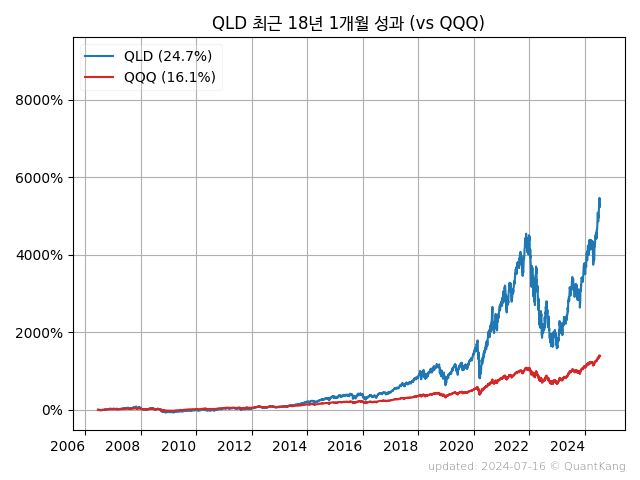 QLD 최근 18년 1개월 성과 (vs QQQ)
QLD (24.7%)
QQQ (16.1%)
8000%
6000%
4000%
2000%
0%
2006 2008 2010 2012 2014 2016 2018 2020 2022 2024
updated: 2024-07-16 © QuantKang